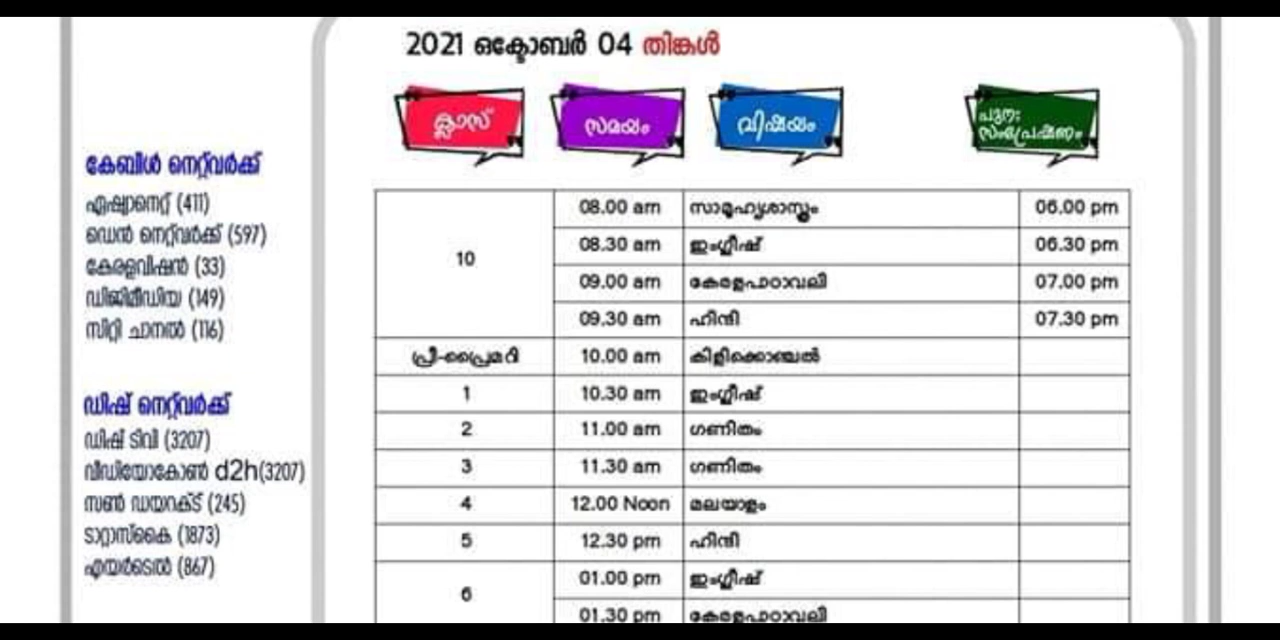 2021 ഒക്ടോബർ 04 തിങ്കൾ
ക്ലാസ് സമയം വിഷയം പുന: സംപ്രേഷണം
കേബിൾ നെറ്റ്‌വർക്ക്
ഏഷ്യാനെറ്റ് (411)
ഡെൻ നെറ്റ്‌വർക്ക് (597)
കേരളവിഷൻ (33)
ഡിജിമീഡിയ (149)
സിറ്റി ചാനൽ (116)
ഡിഷ് നെറ്റ്‌വർക്ക്
ഡിഷ് ടിവി (3207)
വീഡിയോകോൺ d2h(3207)
സൺ ഡയറക്ട് (245)
ടാറ്റാസ്കൈ (1873)
എയർടെൽ (867)
10 08.00 am സാമൂഹ്യശാസ്ത്രം 06.00 pm
08.30 am ഇംഗ്ലീഷ് 06.30 pm
09.00 am കേരളപാഠാവലി 07.00 pm
09.30 am ഹിന്ദി 07.30 pm
പ്രീ-പ്രൈമറി 10.00 am കിളിക്കൊഞ്ചൽ
1 10.30 am ഇംഗ്ലീഷ്
2 11.00 am ഗണിതം
3 11.30 am ഗണിതം
4 12.00 Noon മലയാളം
5 12.30 pm ഹിന്ദി
6 01.00 pm ഇംഗ്ലീഷ്
01.30 pm കേരളപാഠാവലി